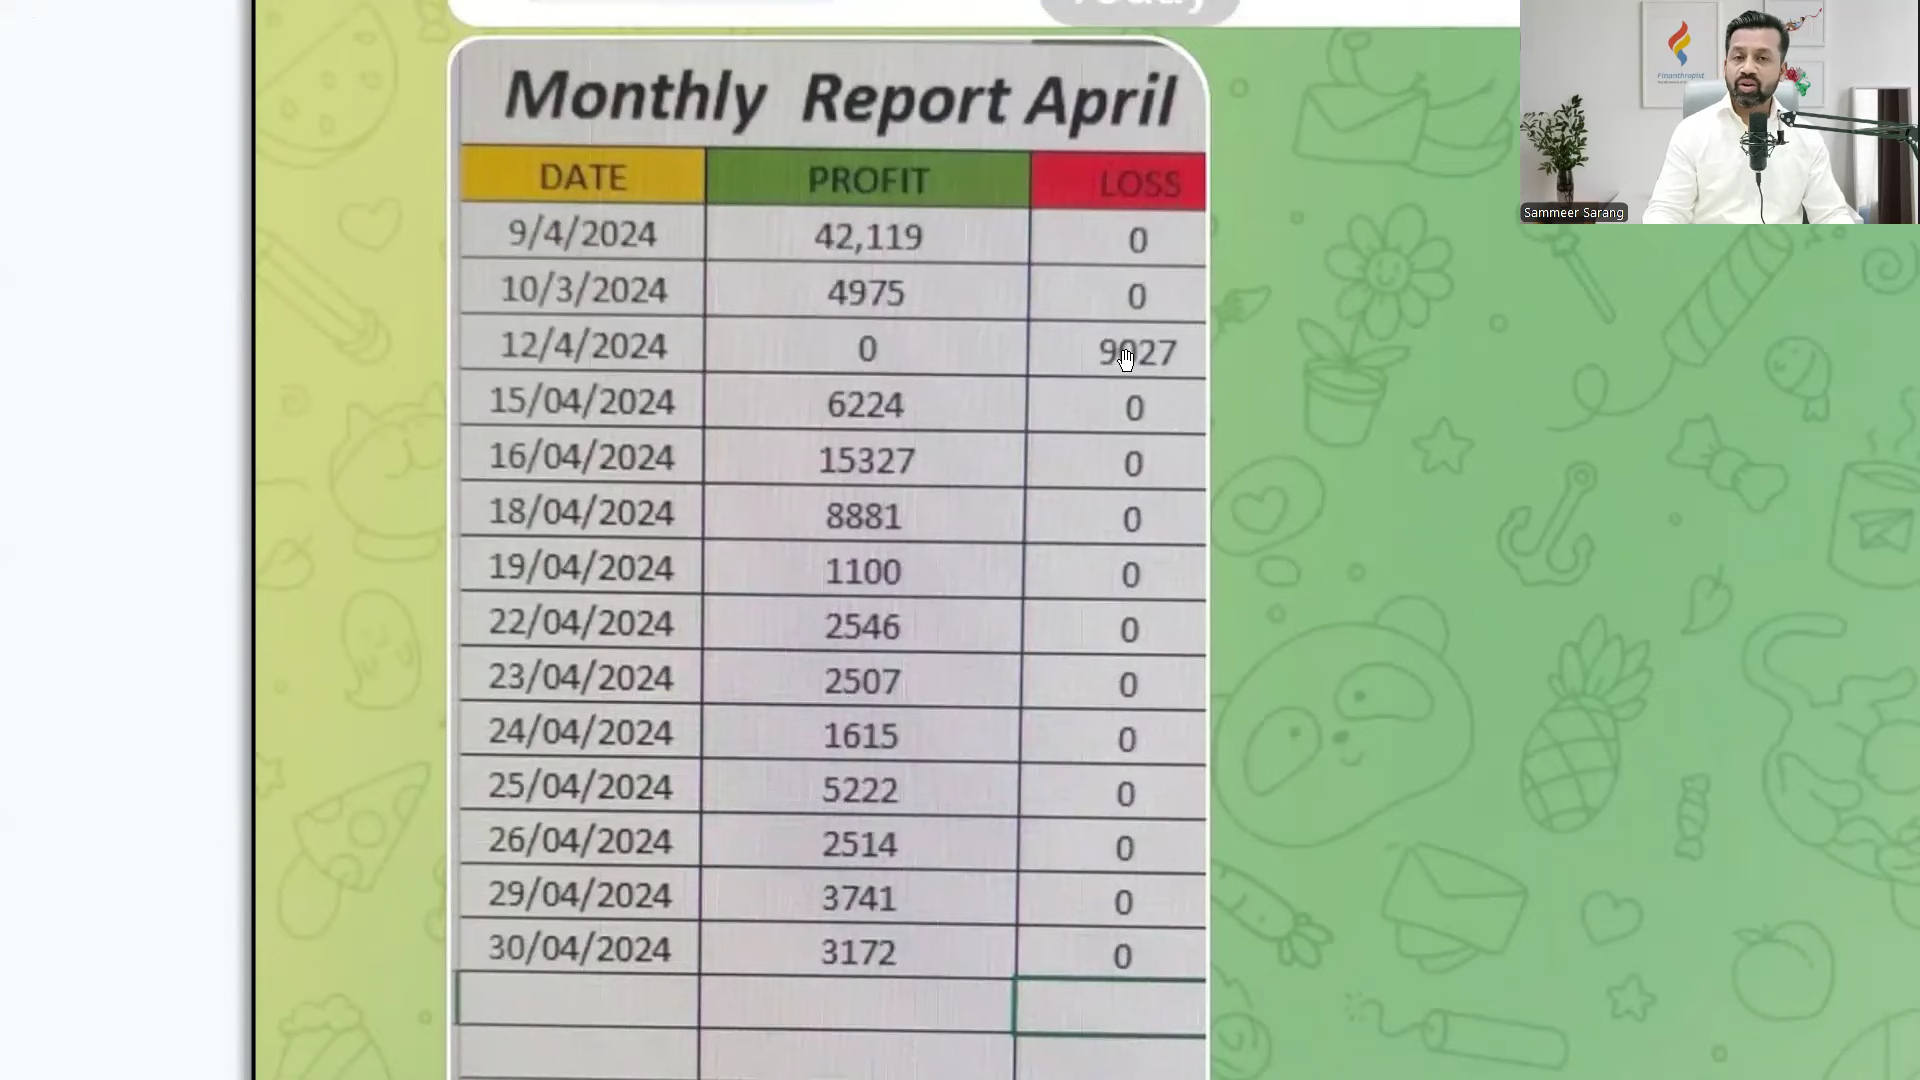 Monthly Report April
DATE PROFIT LOSS
9/4/2024 42,119 0
10/3/2024 4975 0
12/4/2024 0 9027
15/04/2024 6224 0
16/04/2024 15327 0
18/04/2024 8881 0
19/04/2024 1100 0
22/04/2024 2546 0
23/04/2024 2507 0
24/04/2024 1615 0
25/04/2024 5222 0
26/04/2024 2514 0
29/04/2024 3741 0
30/04/2024 3172 0
Finanthropist
Sammeer Sarang